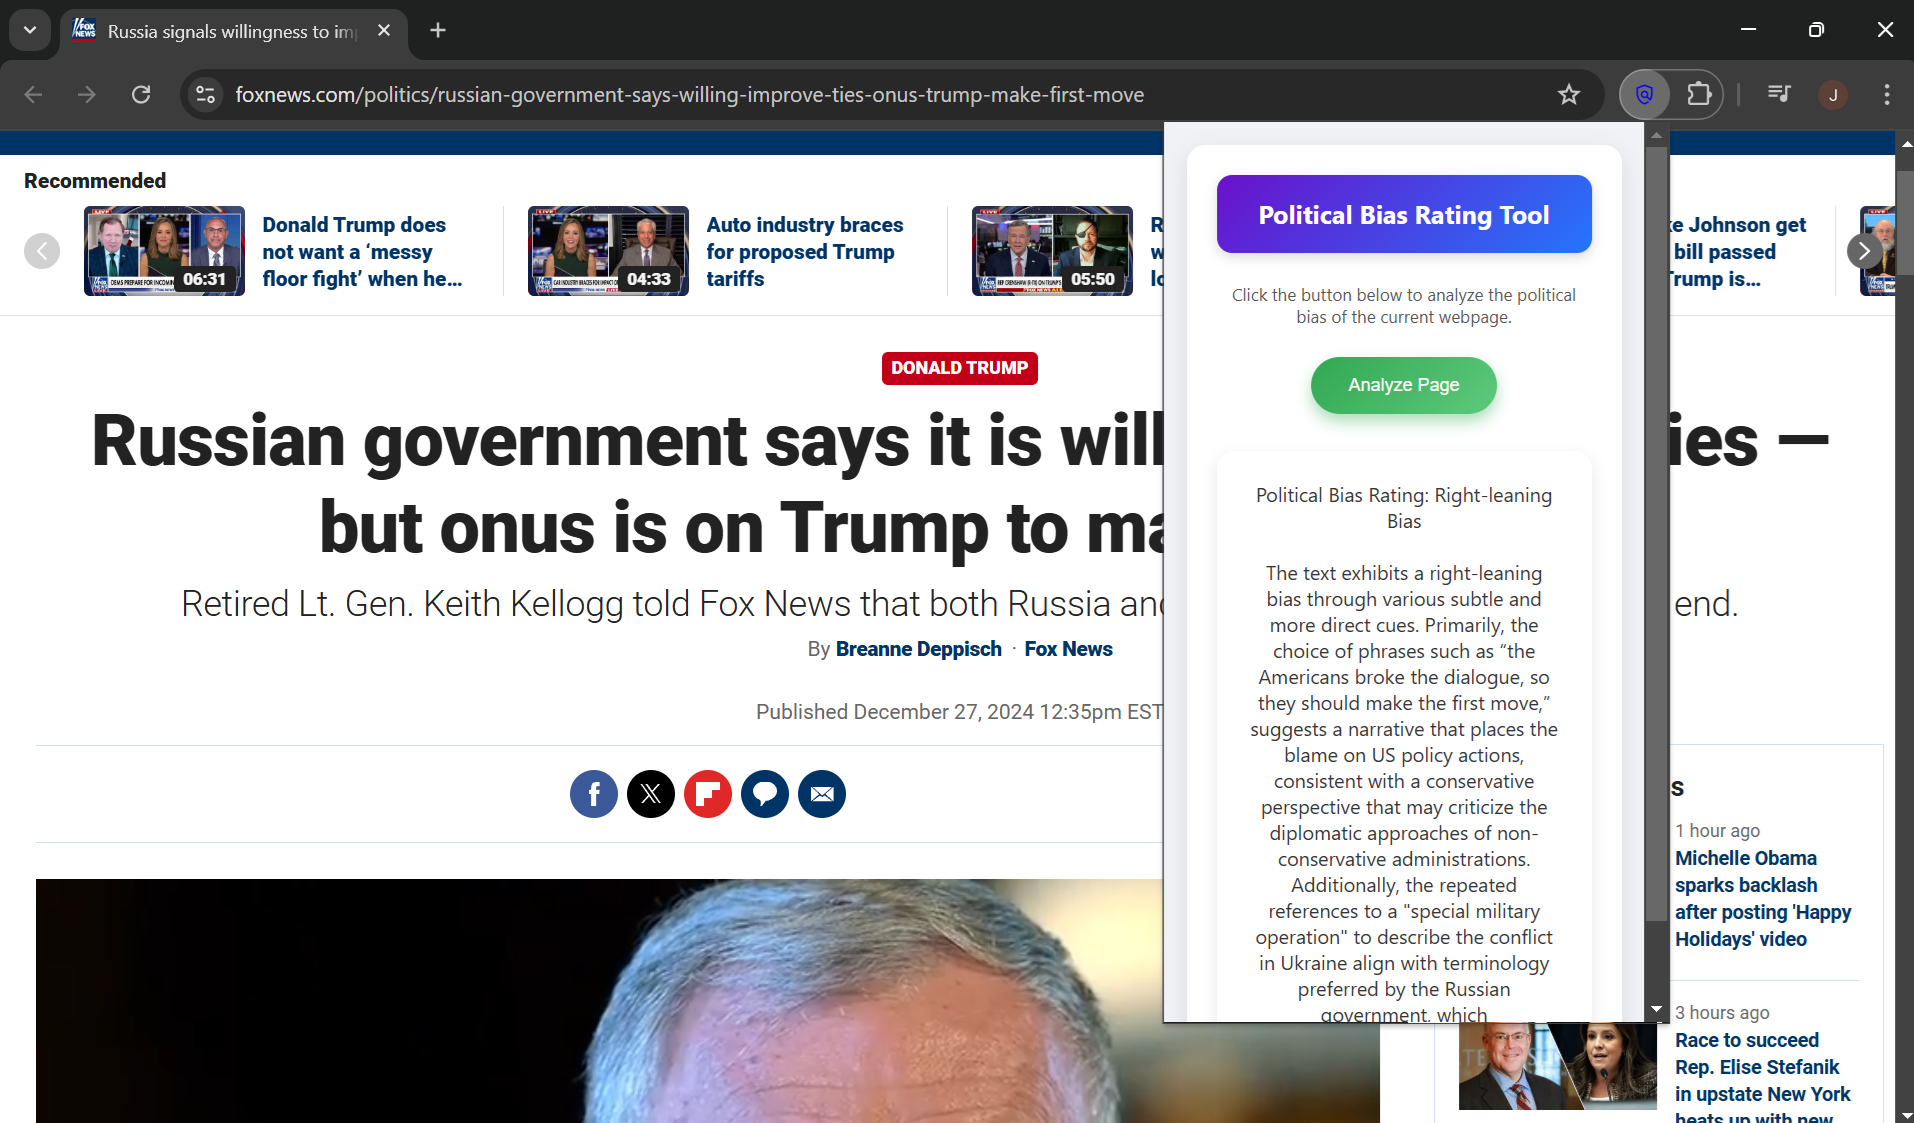 Russia signals willingness to im
foxnews.com/politics/russian-government-says-willing-improve-ties-onus-trump-make-first-move
J
Recommended
LIVE
06:31
Donald Trump does
not want a ‘messy
floor fight’ when he...
LIVE
04:33
Auto industry braces
for proposed Trump
tariffs
LIVE
05:50
ke Johnson get
bill passed
Trump is...
DONALD TRUMP
Russian government says it is will
ies —
but onus is on Trump to ma
Retired Lt. Gen. Keith Kellogg told Fox News that both Russia and
end.
By Breanne Deppisch · Fox News
Published December 27, 2024 12:35pm EST
Political Bias Rating Tool
Click the button below to analyze the political
bias of the current webpage.
Analyze Page
Political Bias Rating: Right-leaning
Bias
The text exhibits a right-leaning
bias through various subtle and
more direct cues. Primarily, the
choice of phrases such as “the
Americans broke the dialogue, so
they should make the first move,”
suggests a narrative that places the
blame on US policy actions,
consistent with a conservative
perspective that may criticize the
diplomatic approaches of non-
conservative administrations.
Additionally, the repeated
references to a "special military
operation" to describe the conflict
in Ukraine align with terminology
preferred by the Russian
government, which
s
1 hour ago
Michelle Obama
sparks backlash
after posting 'Happy
Holidays' video
3 hours ago
Race to succeed
Rep. Elise Stefanik
in upstate New York
heats up with new